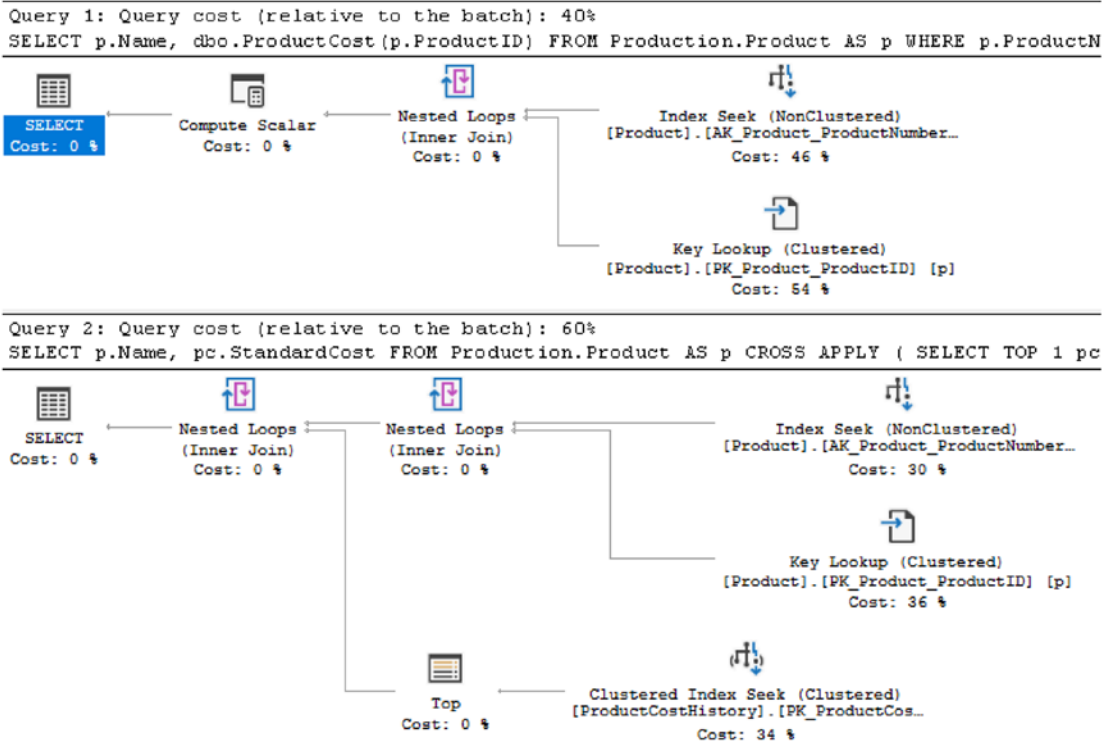 Query 1: Query cost (relative to the batch): 40%
SELECT p.Name, dbo.ProductCost(p.ProductID) FROM Production.Product AS p WHERE p.ProductN
SELECT
Cost: 0 %
Compute Scalar
Cost: 0 %
Nested Loops
(Inner Join)
Cost: 0 %
Index Seek (NonClustered)
[Product].[AK_Product_ProductNumber…
Cost: 46 %
Key Lookup (Clustered)
[Product].[PK_Product_ProductID] [p]
Cost: 54 %
Query 2: Query cost (relative to the batch): 60%
SELECT p.Name, pc.StandardCost FROM Production.Product AS p CROSS APPLY ( SELECT TOP 1 pc
SELECT
Cost: 0 %
Nested Loops
(Inner Join)
Cost: 0 %
Nested Loops
(Inner Join)
Cost: 0 %
Index Seek (NonClustered)
[Product].[AK_Product_ProductNumber…
Cost: 30 %
Key Lookup (Clustered)
[Product].[PK_Product_ProductID] [p]
Cost: 36 %
Top
Cost: 0 %
Clustered Index Seek (Clustered)
[ProductCostHistory].[PK_ProductCos…
Cost: 34 %